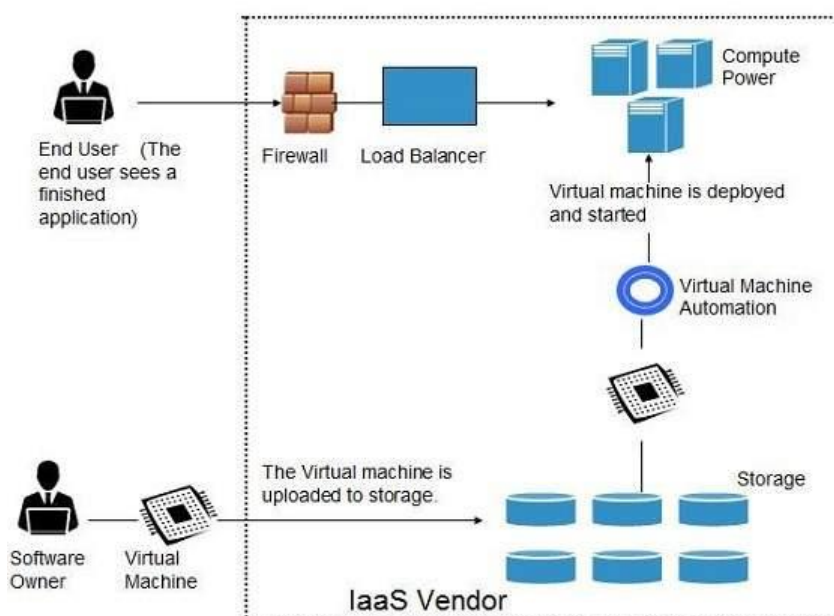 Compute
Power
End User (The
end user sees a
finished
application)
Firewall
Load Balancer
Virtual machine is deployed
and started
Virtual Machine
Automation
The Virtual machine is
uploaded to storage.
Storage
Software
Owner
Virtual
Machine
IaaS Vendor